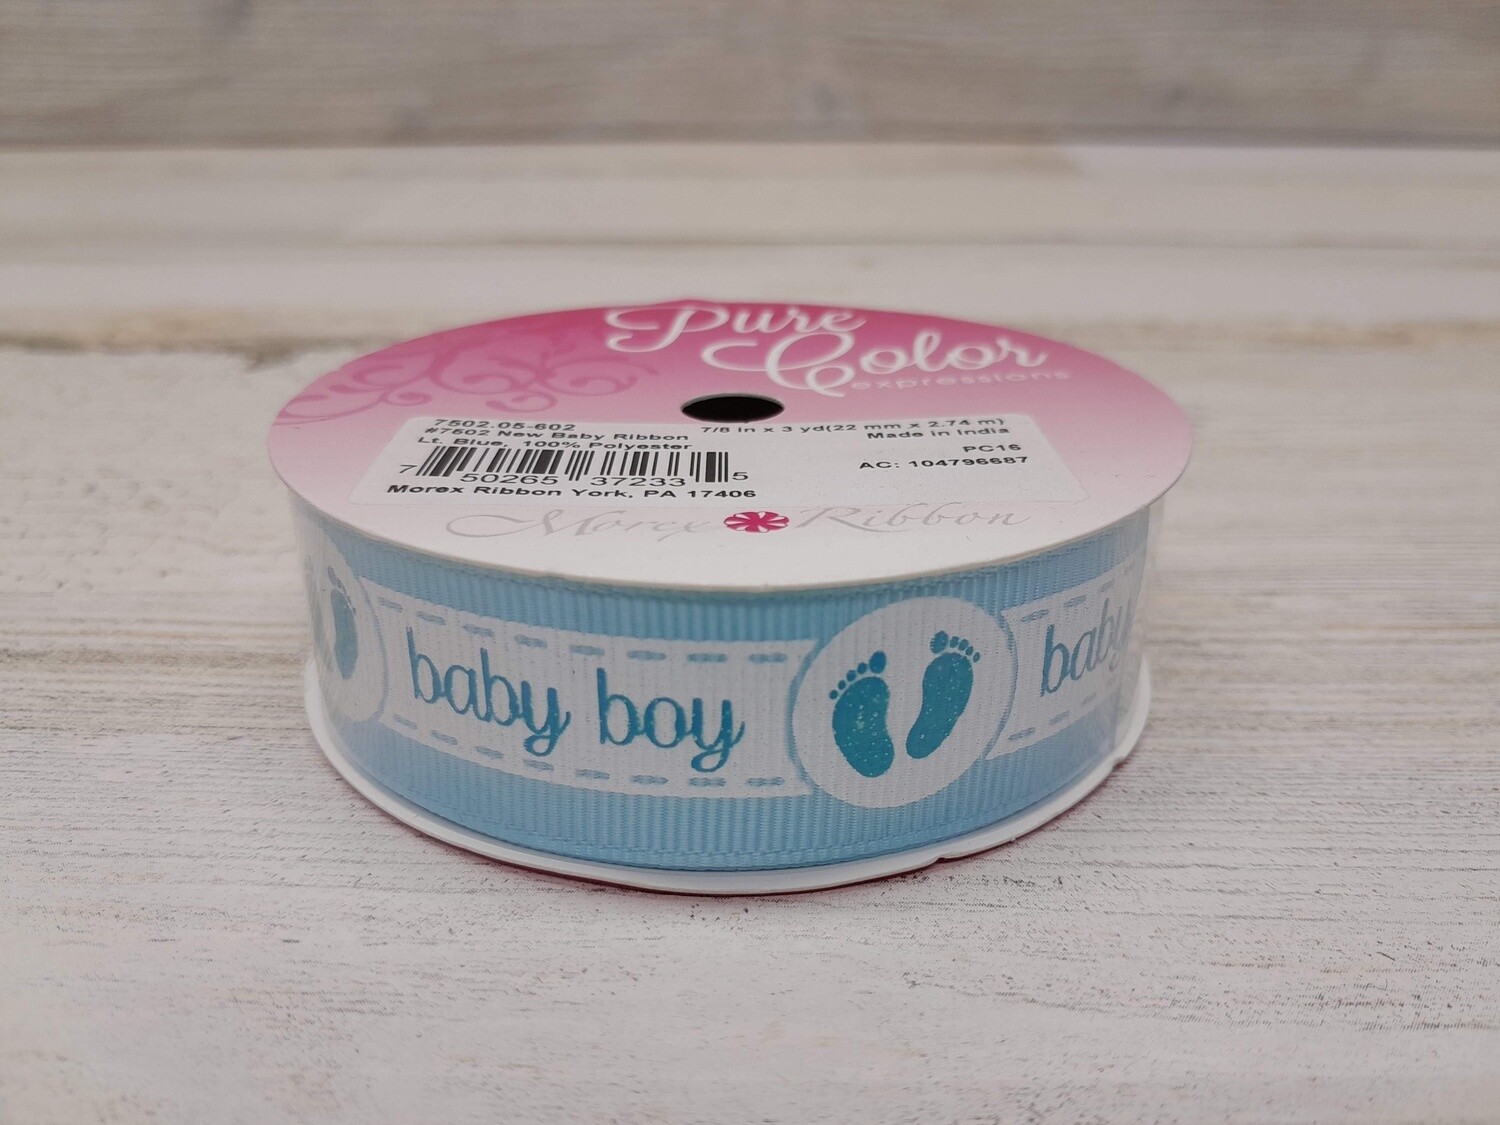 Pure
Color
expressions
7502.05-602
#7502 New Baby Ribbon
Lt. Blue, 100% Polyester
7 50265 37233 5
Morex Ribbon York, PA 17406
7/8 in x 3 yd(22 mm x 2.74 m)
Made in India
PC16
AC: 104796687
Morex Ribbon
baby boy
baby